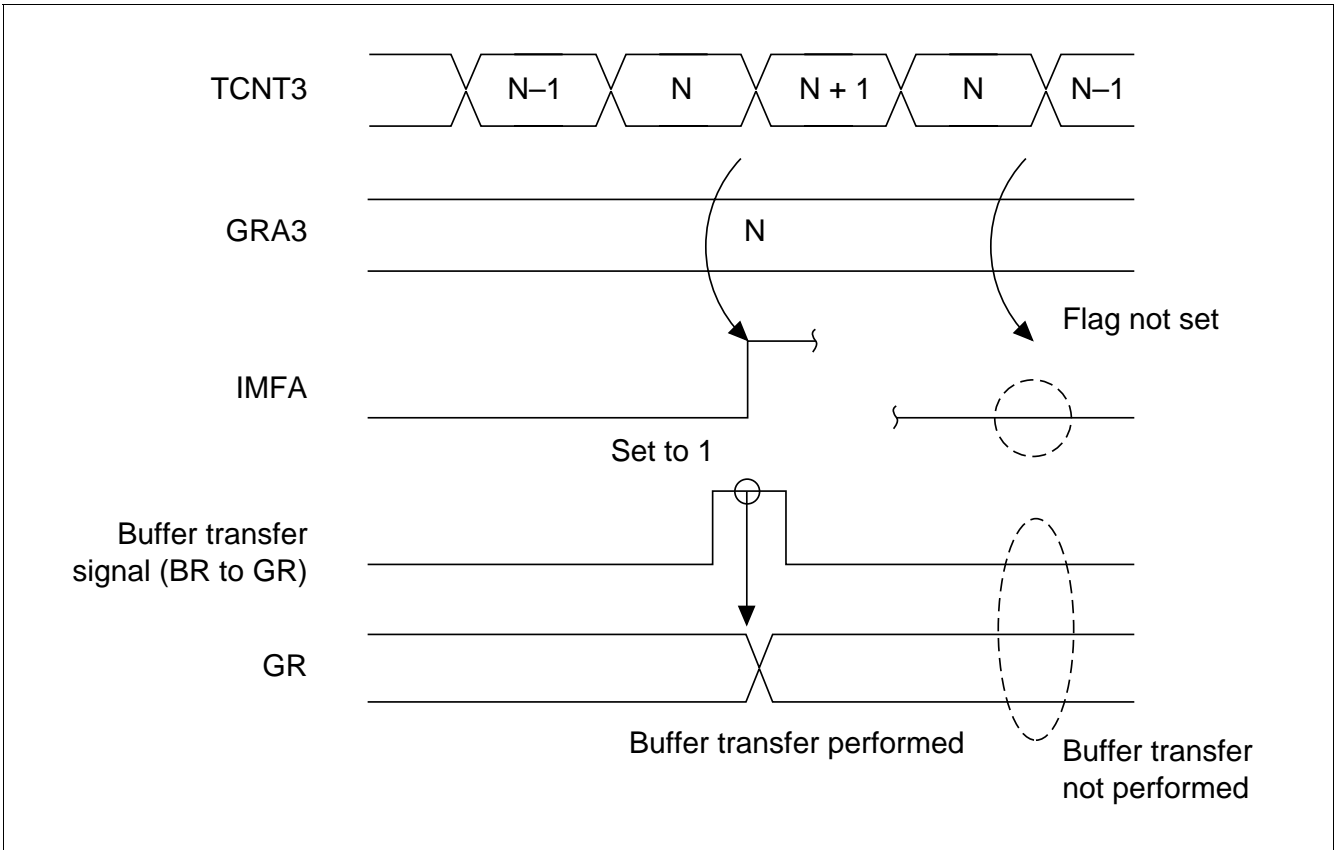 TCNT3
N–1
N
N + 1
N
N–1
GRA3
N
Flag not set
IMFA
Set to 1
Buffer transfer
signal (BR to GR)
GR
Buffer transfer performed
Buffer transfer
not performed